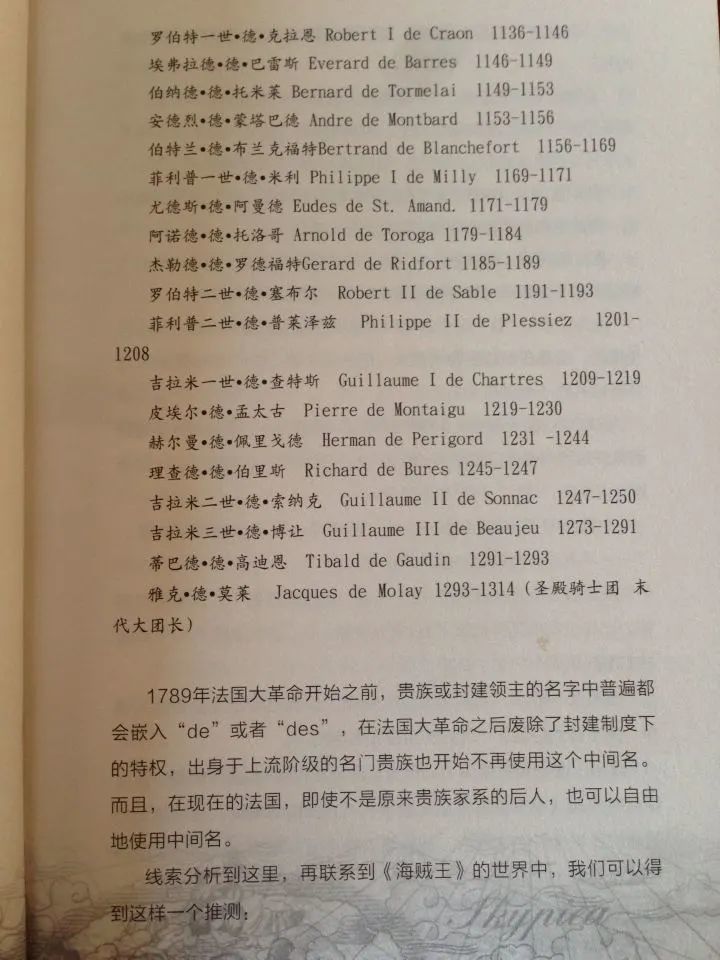 罗伯特一世•德•克拉恩 Robert I de Craon 1136-1146
埃弗拉德•德•巴雷斯 Everard de Barres 1146-1149
伯纳德•德•托米莱 Bernard de Tormelai 1149-1153
安德烈•德•蒙塔巴德 Andre de Montbard 1153-1156
伯特兰•德•布兰克福特Bertrand de Blanchefort 1156-1169
菲利普一世•德•米利 Philippe I de Milly 1169-1171
尤德斯•德•阿曼德 Eudes de St. Amand. 1171-1179
阿诺德•德•托洛哥 Arnold de Toroga 1179-1184
杰勒德•德•罗德福特Gerard de Ridfort 1185-1189
罗伯特二世•德•塞布尔 Robert II de Sable 1191-1193
菲利普二世•德•普莱泽兹 Philippe II de Plessiez 1201-
1208
吉拉米一世•德•查特斯 Guillaume I de Chartres 1209-1219
皮埃尔•德•孟太古 Pierre de Montaigu 1219-1230
赫尔曼•德•佩里戈德 Herman de Perigord 1231 -1244
理查德•德•伯里斯 Richard de Bures 1245-1247
吉拉米二世•德•索纳克 Guillaume II de Sonnac 1247-1250
吉拉米三世•德•博让 Guillaume III de Beaujeu 1273-1291
蒂巴德•德•高迪恩 Tibald de Gaudin 1291-1293
雅克•德•莫莱 Jacques de Molay 1293-1314（圣殿骑士团 末
代大团长）
1789年法国大革命开始之前，贵族或封建领主的名字中普遍都
会嵌入“de”或者“des”，在法国大革命之后废除了封建制度下
的特权，出身于上流阶级的名门贵族也开始不再使用这个中间名。
而且，在现在的法国，即使不是原来贵族家系的后人，也可以自由
地使用中间名。
线索分析到这里，再联系到《海贼王》的世界中，我们可以得
到这样一个推测：
Skypiea